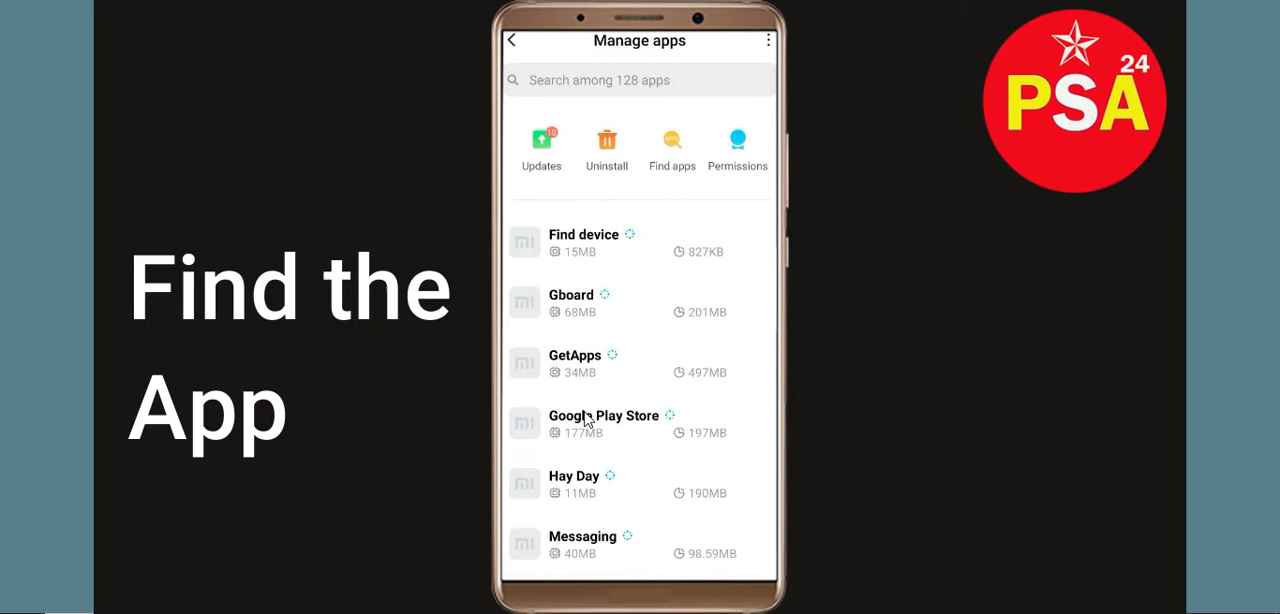 Manage apps
Search among 128 apps
10
Updates
Uninstall
Find apps
Permissions
Find device
15MB
827KB
Gboard
68MB
201MB
GetApps
34MB
497MB
Google Play Store
177MB
197MB
Hay Day
11MB
190MB
Messaging
40MB
98.59MB
Find the
App
PSA
24